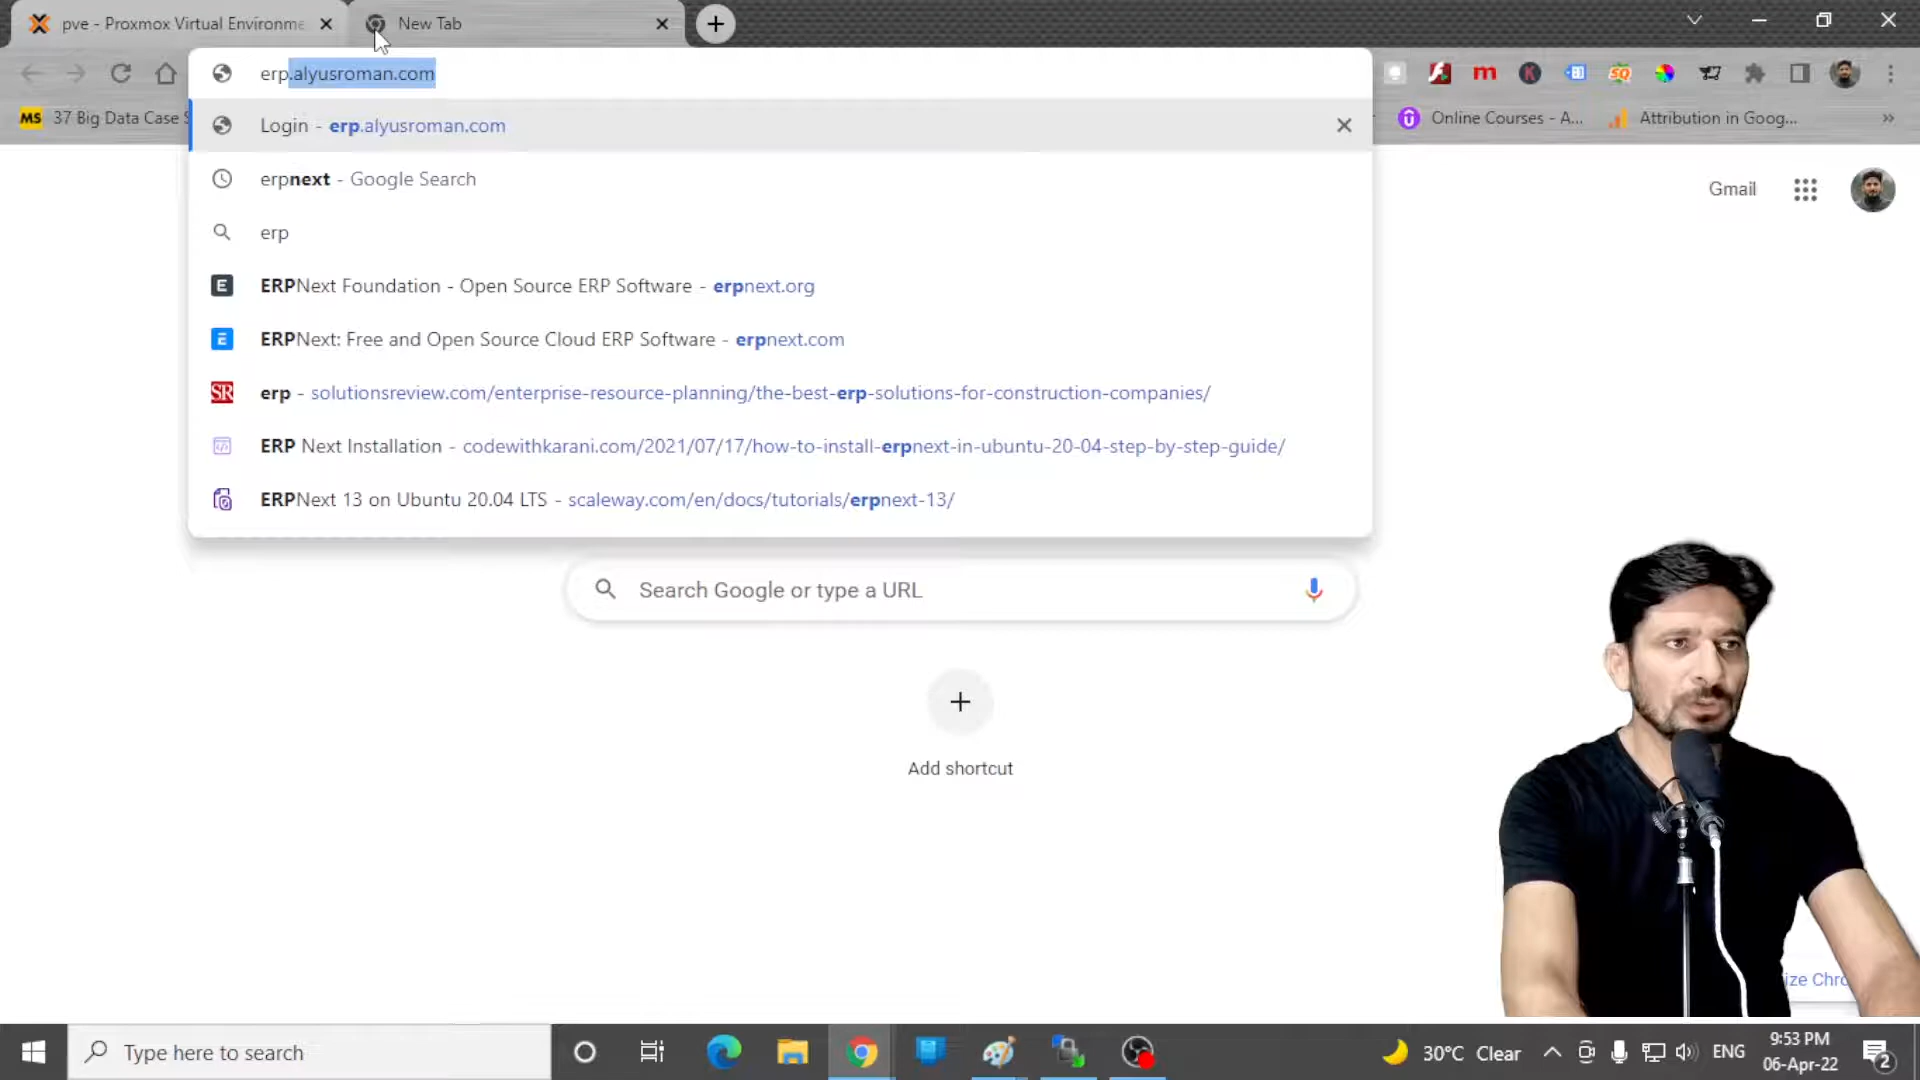 pve - Proxmox Virtual Environme
New Tab
erp.alyusroman.com
MS 37 Big Data Case S
Online Courses - A...
Attribution in Goog...
Login - erp.alyusroman.com
erpnext - Google Search
erp
ERPNext Foundation - Open Source ERP Software - erpnext.org
ERPNext: Free and Open Source Cloud ERP Software - erpnext.com
SR erp - solutionsreview.com/enterprise-resource-planning/the-best-erp-solutions-for-construction-companies/
ERP Next Installation - codewithkarani.com/2021/07/17/how-to-install-erpnext-in-ubuntu-20-04-step-by-step-guide/
ERPNext 13 on Ubuntu 20.04 LTS - scaleway.com/en/docs/tutorials/erpnext-13/
Gmail
Search Google or type a URL
Add shortcut
ize Chro
Type here to search
30°C Clear
ENG
9:53 PM
06-Apr-22
2